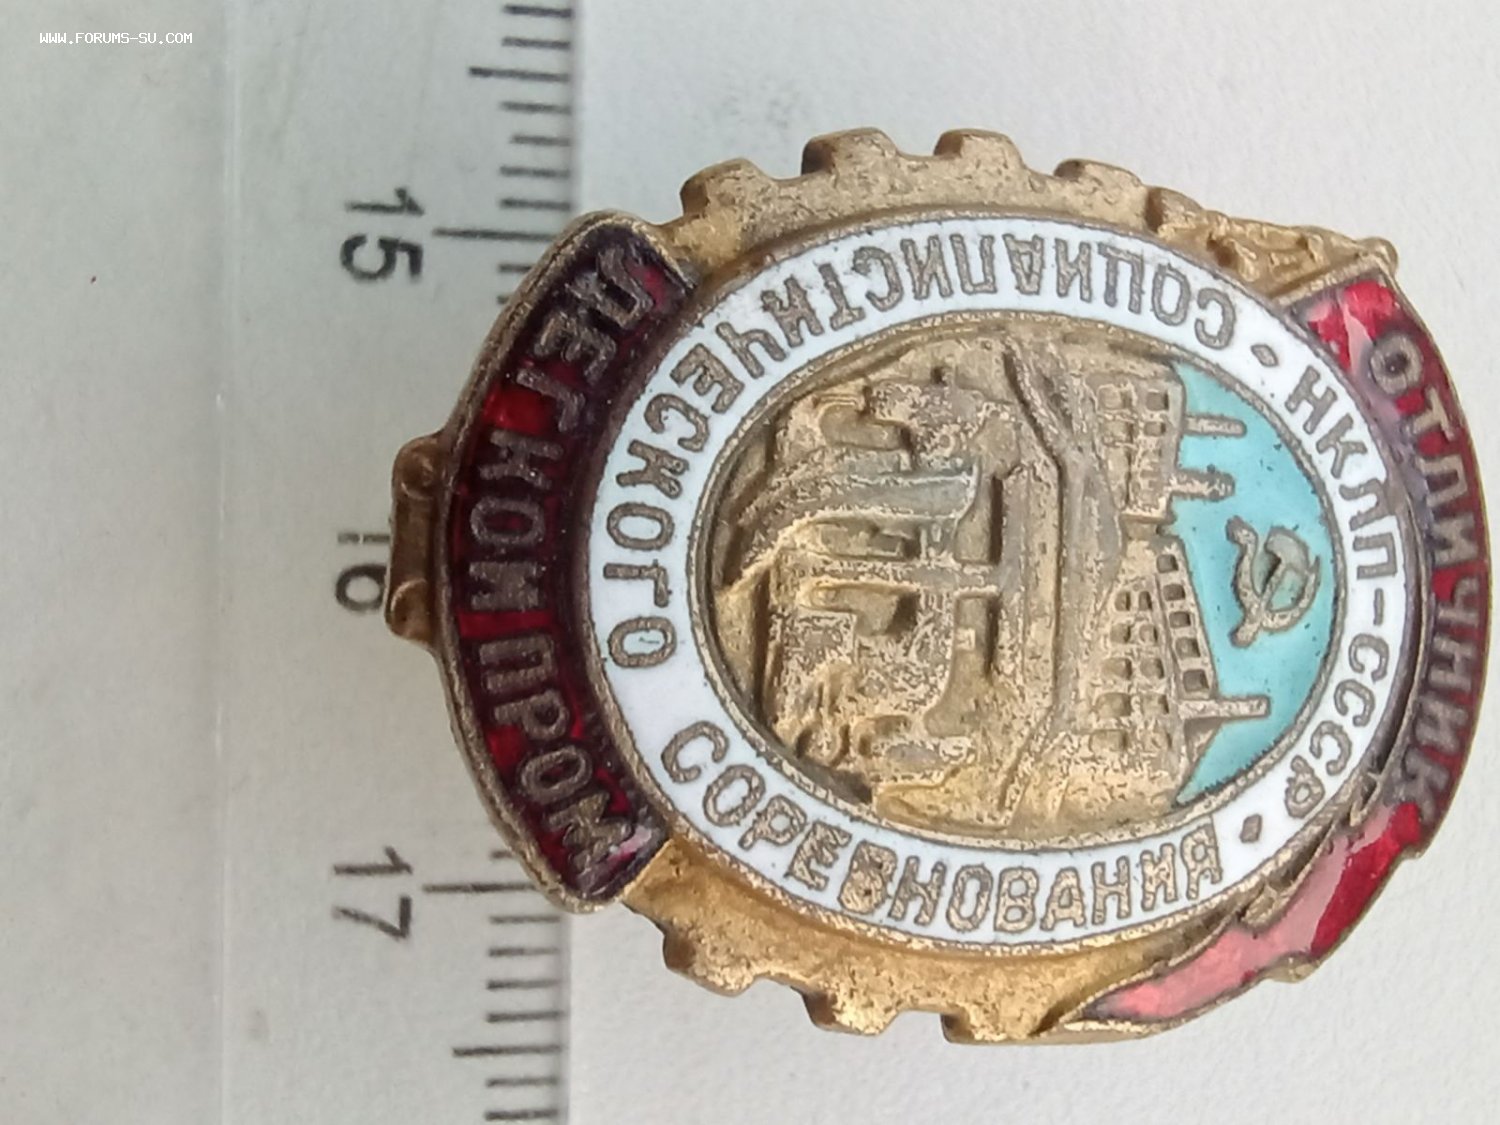 WWW.FORUMS-SU.COM
ОТЛИЧНИК
НКЛП-СССР
СОЦИАЛИСТИЧЕСКОГО СОРЕВНОВАНИЯ
ЛЕГКОЙ ПРОМ
15
16
17